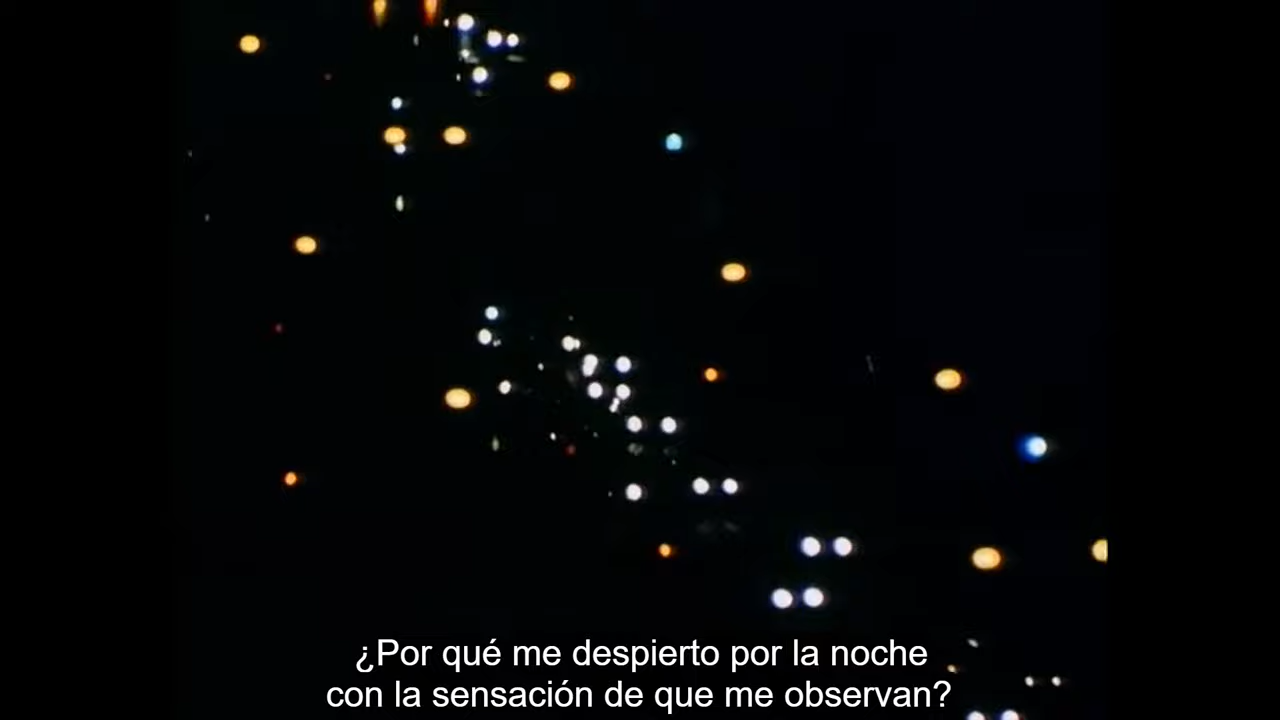 ¿Por qué me despierto por la noche
con la sensación de que me observan?